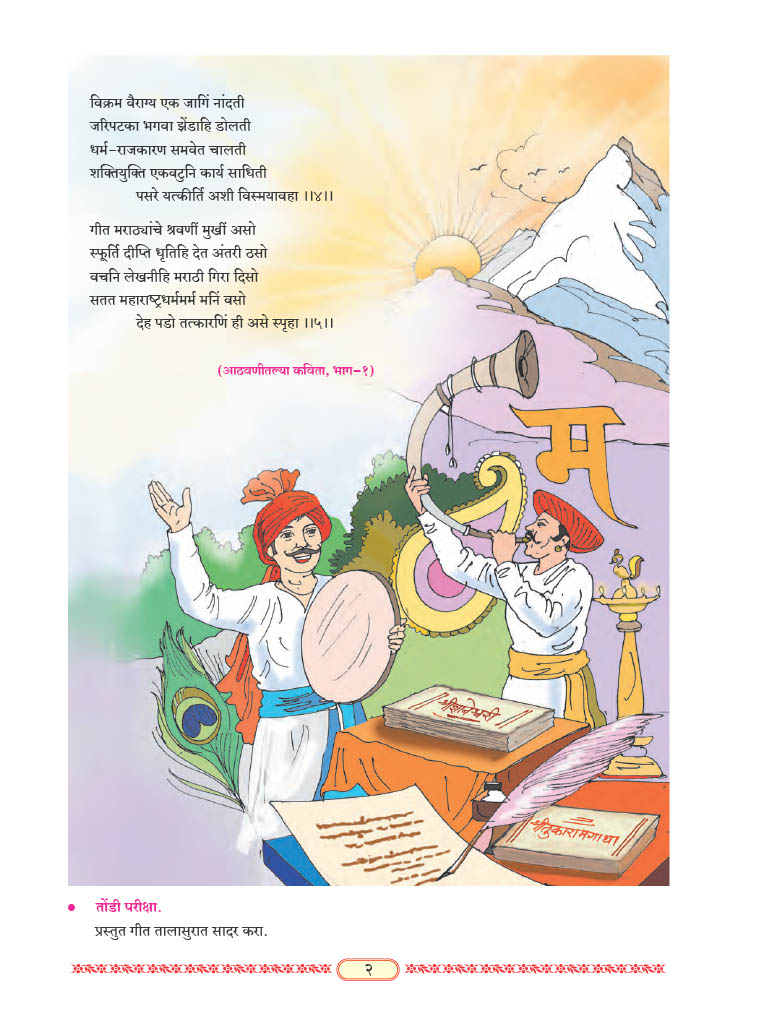 विक्रम वैराग्य एक जागिं नांदती
जरिपटका भगवा झेंडाहि डोलती
धर्म-राजकारण समवेत चालती
शक्तियुक्ति एकवटुनि कार्य साधिती
पसरे यत्कीर्ति अशी विस्मयावहा ।।४।।
गीत मराठ्यांचे श्रवणीं मुखीं असो
स्फूर्ति दीप्ति धृतिहि देत अंतरी ठसो
वचनि लेखनीहि मराठी गिरा दिसो
सतत महाराष्ट्रधर्ममर्म मनिं वसो
देह पडो तत्कारणिं ही असे स्पृहा ।।५।।
(आठवणीतल्या कविता, भाग-१)
म
श्रीज्ञानेश्वरी
श्रीतुकारामगाथा
● तोंडी परीक्षा.
प्रस्तुत गीत तालासुरात सादर करा.
२